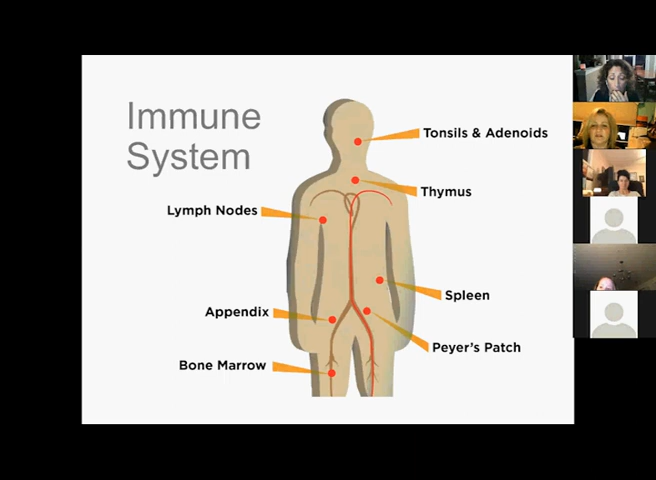 Immune
System
Tonsils & Adenoids
Thymus
Lymph Nodes
Spleen
Appendix
Peyer's Patch
Bone Marrow